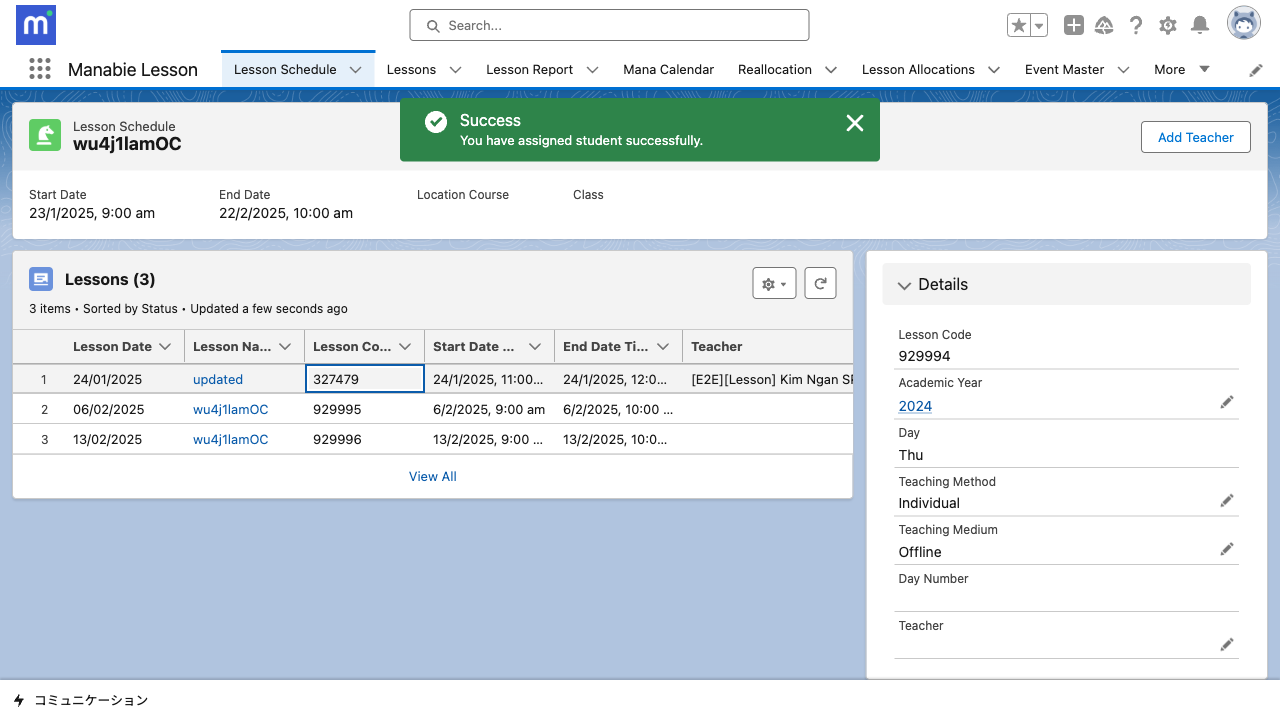 m
Search...
Manabie Lesson
Lesson Schedule
Lessons
Lesson Report
Mana Calendar
Reallocation
Lesson Allocations
Event Master
More
Success
You have assigned student successfully.
Lesson Schedule
wu4j1lamOC
Add Teacher
Start Date
End Date
Location Course
Class
23/1/2025, 9:00 am
22/2/2025, 10:00 am
Lessons (3)
3 items • Sorted by Status • Updated a few seconds ago
Lesson Date
Lesson Na...
Lesson Co...
Start Date ...
End Date Ti...
Teacher
1 24/01/2025 updated 327479 24/1/2025, 11:00... 24/1/2025, 12:0... [E2E][Lesson] Kim Ngan
2 06/02/2025 wu4j1lamOC 929995 6/2/2025, 9:00 am 6/2/2025, 10:00 ...
3 13/02/2025 wu4j1lamOC 929996 13/2/2025, 9:00 ... 13/2/2025, 10:0...
View All
Details
Lesson Code
929994
Academic Year
2024
Day
Thu
Teaching Method
Individual
Teaching Medium
Offline
Day Number
Teacher
コミュニケーション